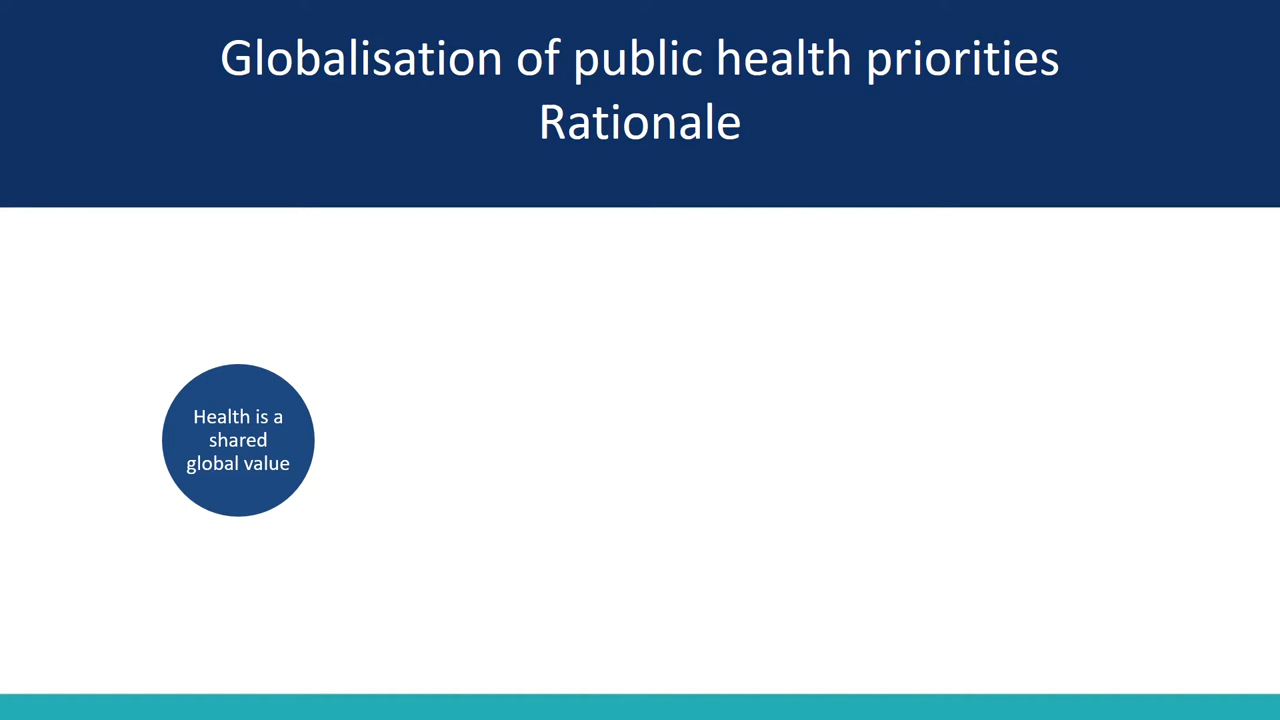 Globalisation of public health priorities
Rationale
Health is a
shared
global value